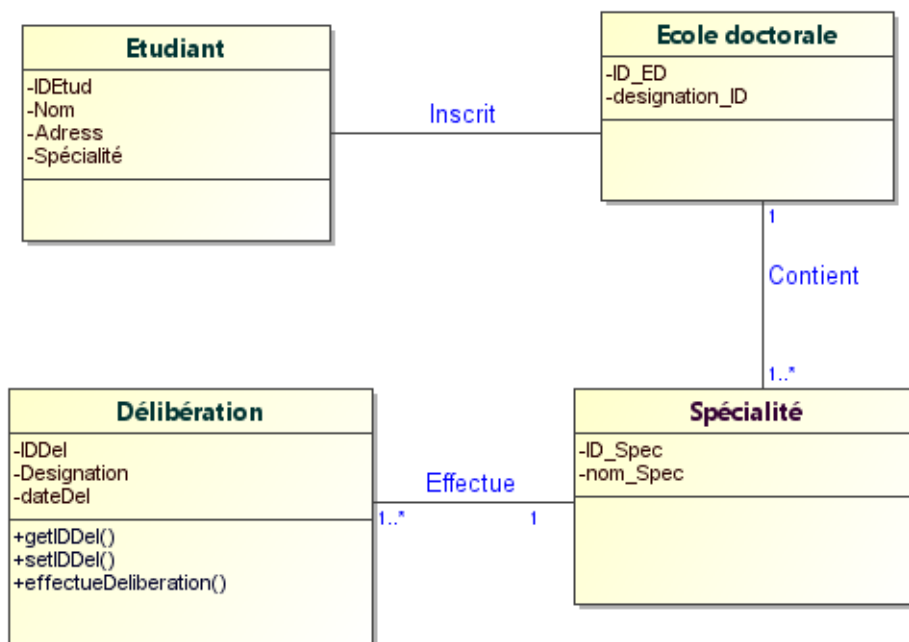 Etudiant
-IDEtud
-Nom
-Adress
-Spécialité
Inscrit
Ecole doctorale
-ID_ED
-designation_ID
1
Contient
1..*
Délibération
-IDDel
-Designation
-dateDel
+getIDDel()
+setIDDel()
+effectueDeliberation()
Effectue
1..*
1
Spécialité
-ID_Spec
-nom_Spec